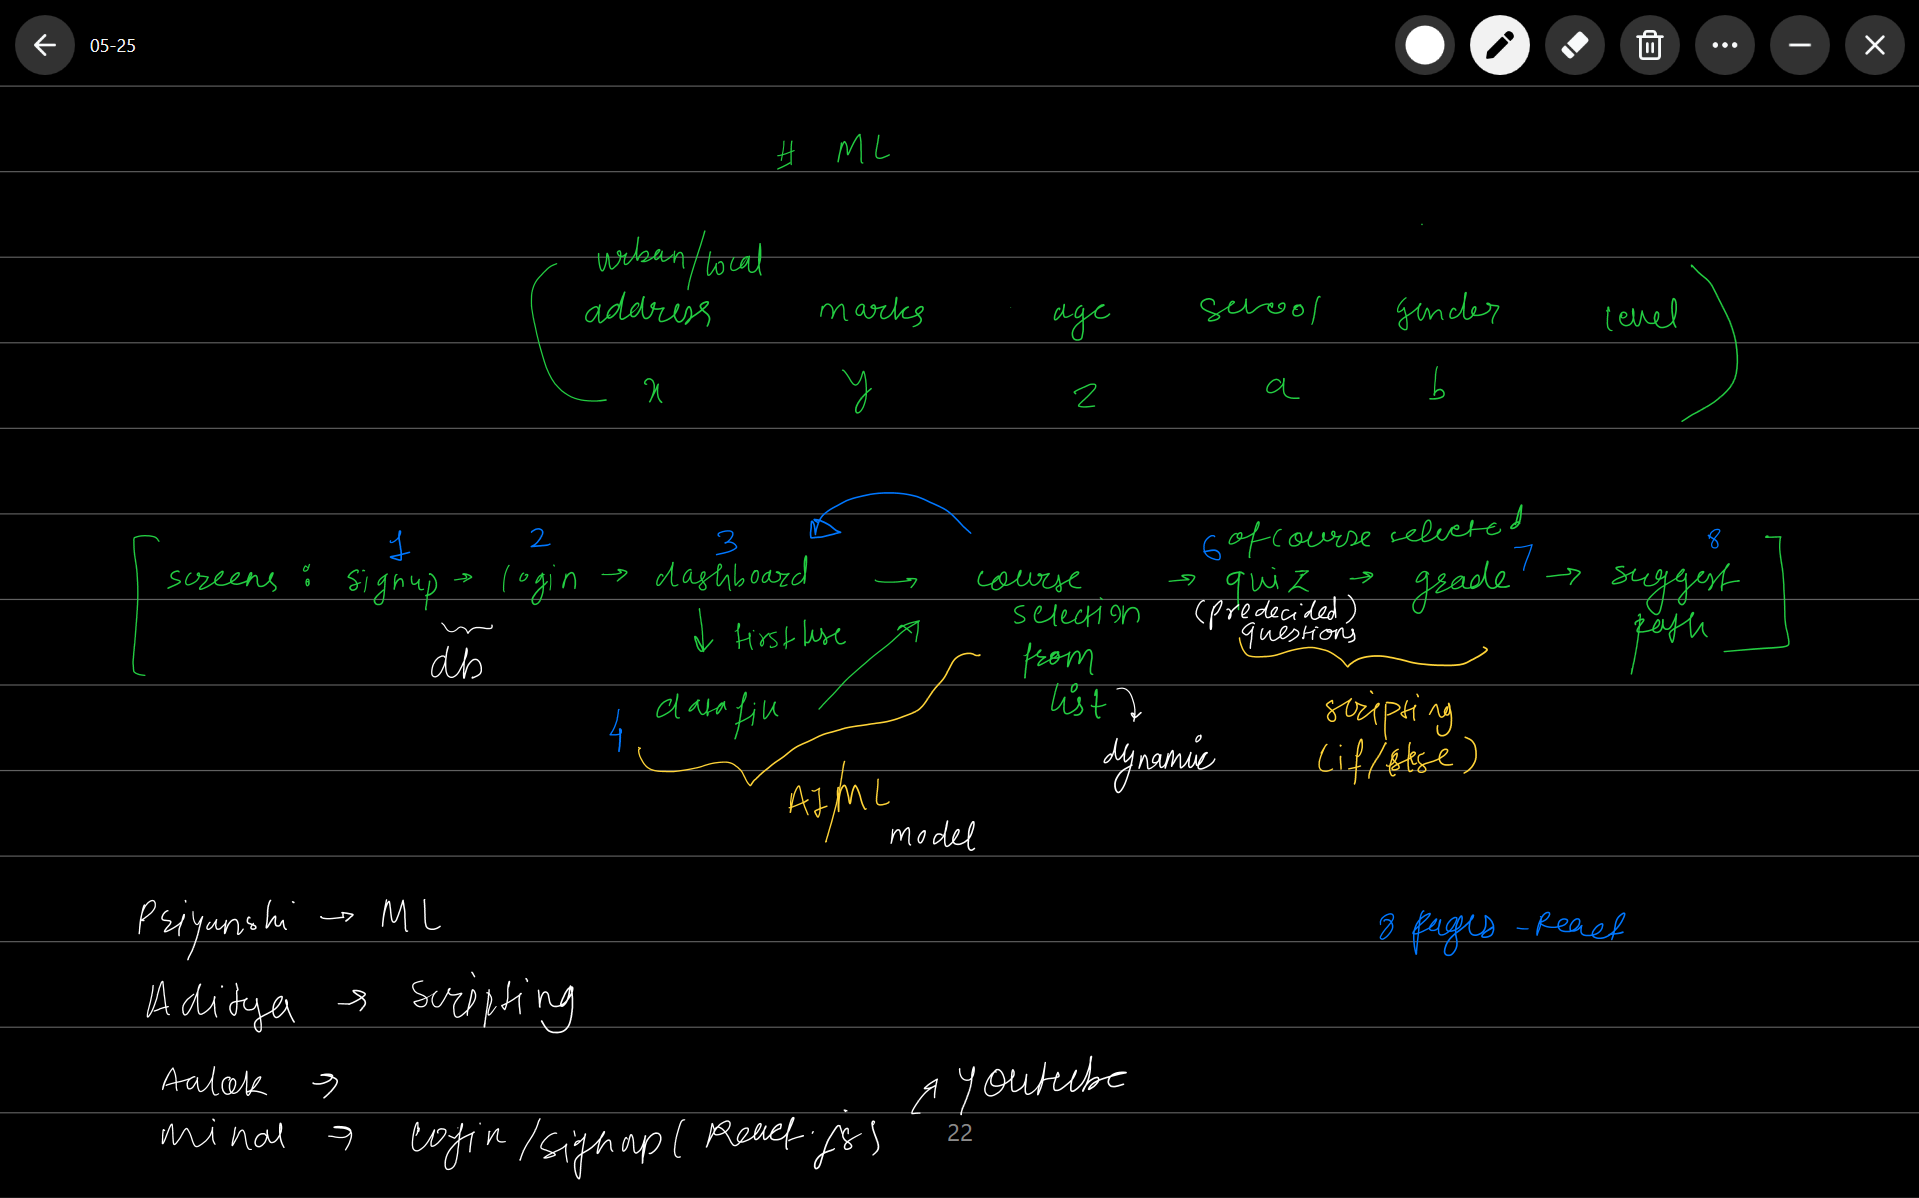 05-25
# ML
urban/local
address marks age school gender level
x y z a b
1 2 3 6 of course selected 7 8
screens : signup → login → dashboard → course → quiz → grade → suggest
selection (predecided) path
db ↓ first use from questions
4 datafill list scripting
dynamic (if/else)
AI/ML
model
Priyanshi → ML 8 pages - React
Aditya → Scripting
Aalok → Youtube
minal → login/signup (React.js)
22